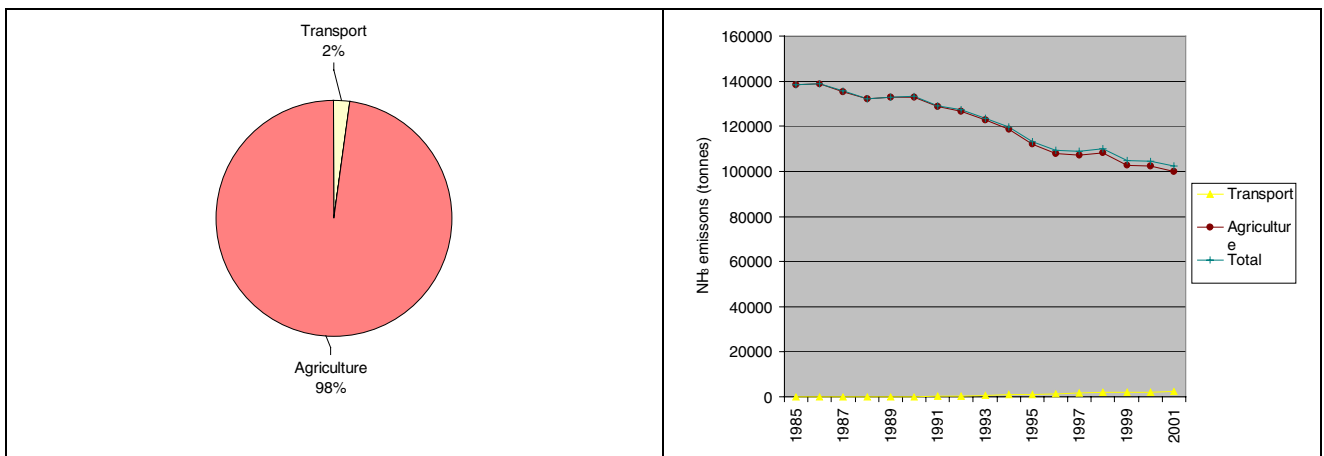 Transport
2%
Agriculture
98%
NH3 emissons (tonnes)
160000
140000
120000
100000
80000
60000
40000
20000
0
1985
1987
1989
1991
1993
1995
1997
1999
2001
Transport
Agricultur
e
Total